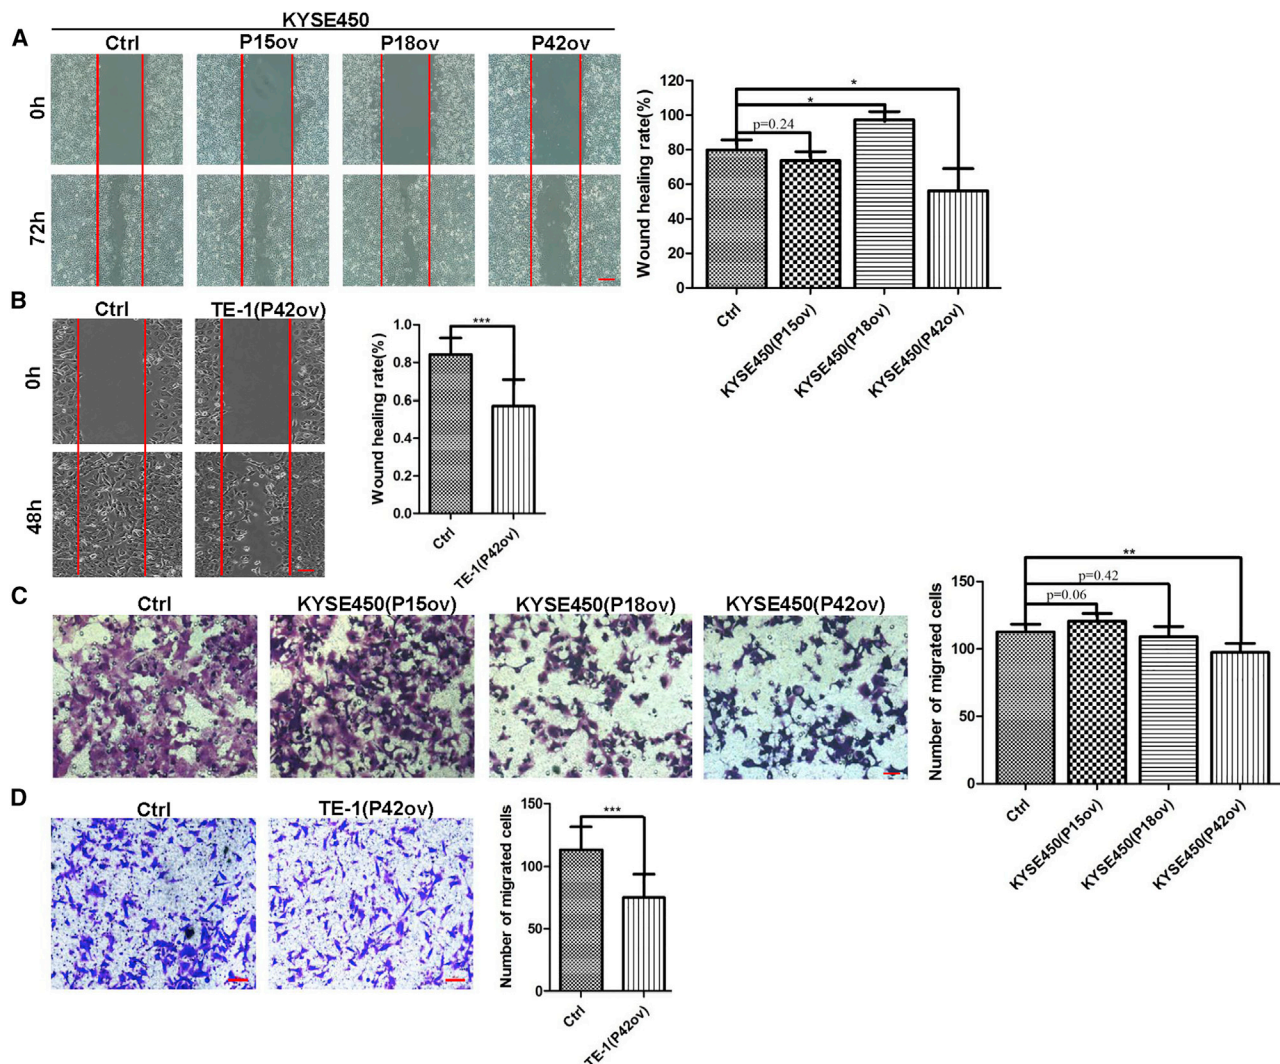 KYSE450
A
Ctrl
P15ov
P18ov
P42ov
0h
72h
Wound healing rate(%)
120
100
80
60
40
20
0
*
*
p=0.24
Ctrl
KYSE450(P15ov)
KYSE450(P18ov)
KYSE450(P42ov)
B
Ctrl
TE-1(P42ov)
0h
48h
Wound healing rate(%)
1.0
0.8
0.6
0.4
0.2
0.0
***
Ctrl
TE-1(P42ov)
C
Ctrl
KYSE450(P15ov)
KYSE450(P18ov)
KYSE450(P42ov)
Number of migrated cells
150
100
50
0
**
p=0.42
p=0.06
Ctrl
KYSE450(P15ov)
KYSE450(P18ov)
KYSE450(P42ov)
D
Ctrl
TE-1(P42ov)
Number of migrated cells
150
100
50
0
***
Ctrl
TE-1(P42ov)